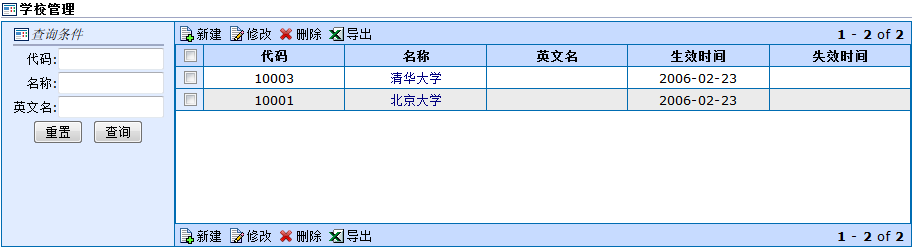 学校管理
查询条件
代码:
名称:
英文名:
重置 查询
新建 修改 删除 导出 1 - 2 of 2
代码 名称 英文名 生效时间 失效时间
10003 清华大学 2006-02-23
10001 北京大学 2006-02-23
新建 修改 删除 导出 1 - 2 of 2